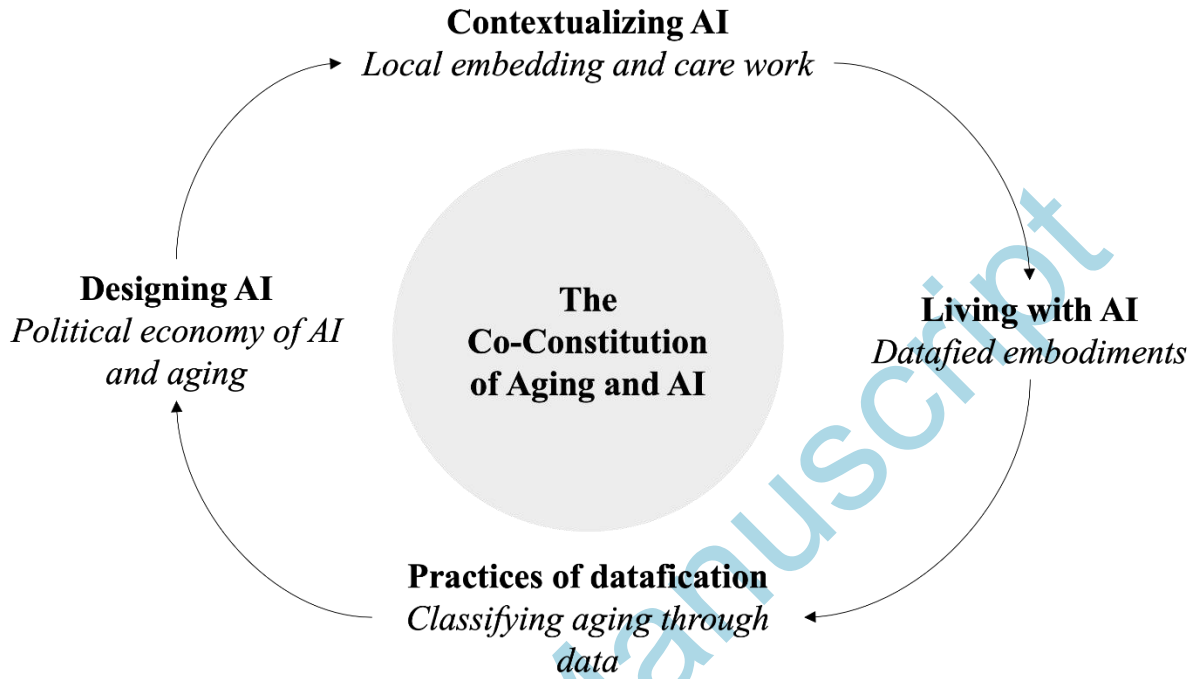 Contextualizing AI
Local embedding and care work
Designing AI
Political economy of AI
and aging
The
Co-Constitution
of Aging and AI
Living with AI
Datafied embodiments
Practices of datafication
Classifying aging through
data
Manuscript